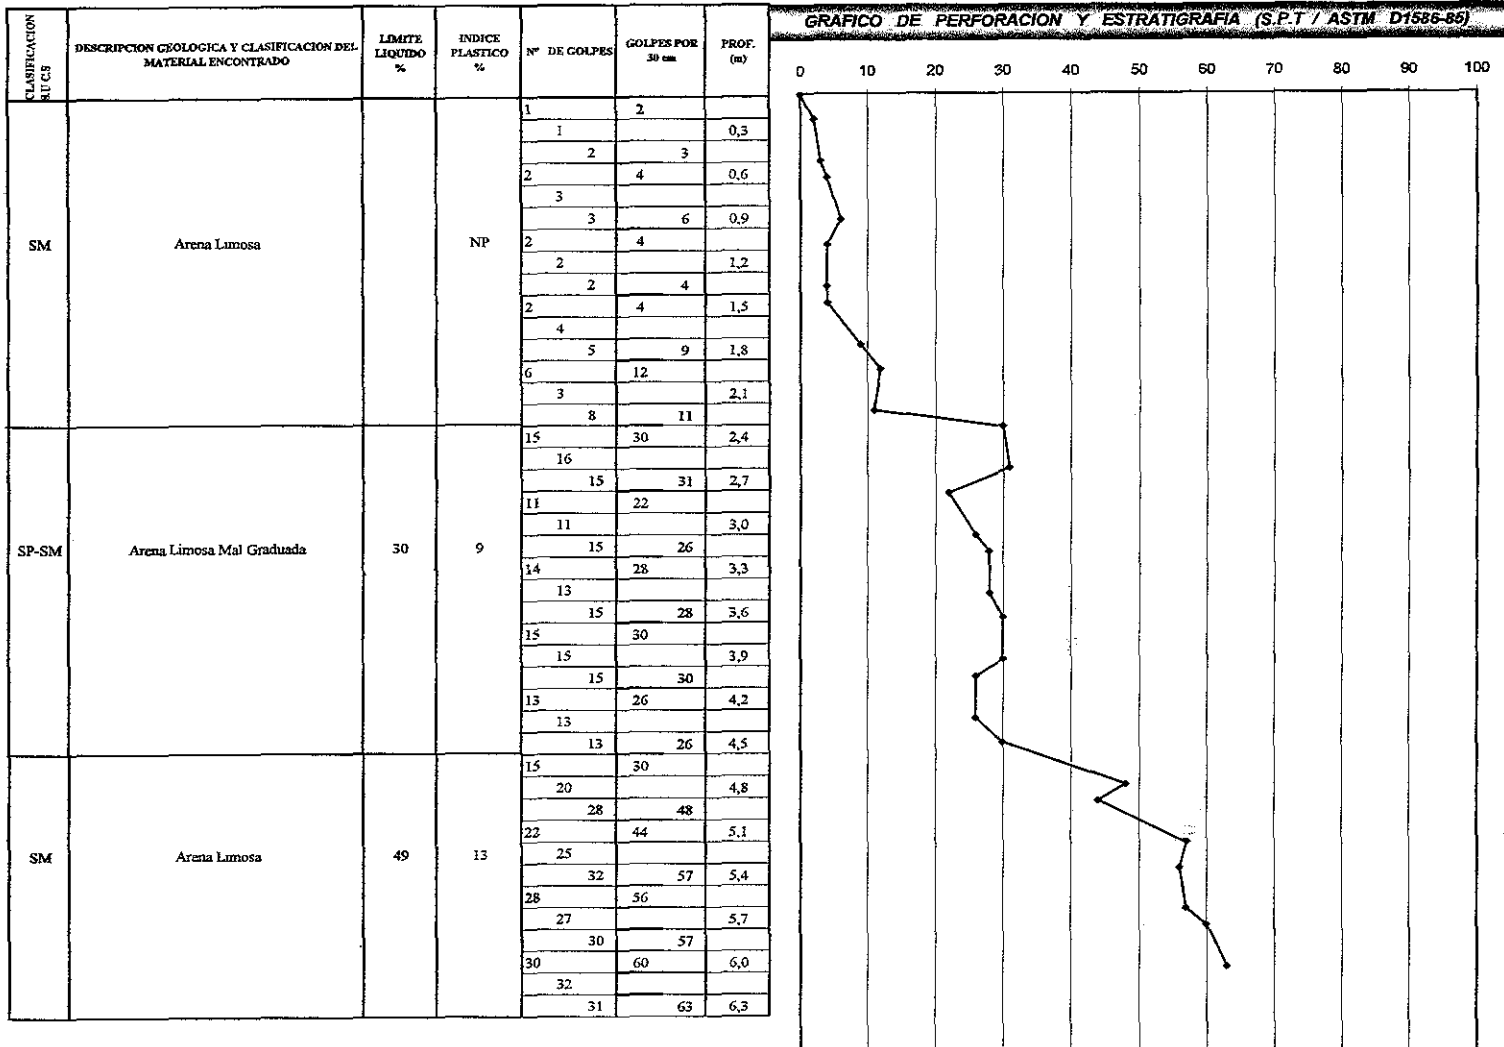 GRAFICO DE PERFORACION Y ESTRATIGRAFIA (S.P.T / ASTM D1586-85)
CLASIFICACION
S.U.C.S
DESCRIPCION GEOLOGICA Y CLASIFICACION DEL
MATERIAL ENCONTRADO
LIMITE
LIQUIDO
%
INDICE
PLASTICO
%
Nº DE GOLPES
GOLPES POR
30 cm
PROF.
(m)
0 10 20 30 40 50 60 70 80 90 100
1 2
1 0,3
2 3
2 4 0,6
3
3 6 0,9
SM Arena Limosa NP 2 4
2 1,2
2 4
2 4 1,5
4
5 9 1,8
6 12
3 2,1
8 11
15 30 2,4
16
15 31 2,7
11 22
11 3,0
SP-SM Arena Limosa Mal Graduada 30 9 15 26
14 28 3,3
13
15 28 3,6
15 30
15 3,9
15 30
13 26 4,2
13
13 26 4,5
15 30
20 4,8
28 48
22 44 5,1
SM Arena Limosa 49 13 25
32 57 5,4
28 56
27 5,7
30 57
30 60 6,0
32
31 63 6,3